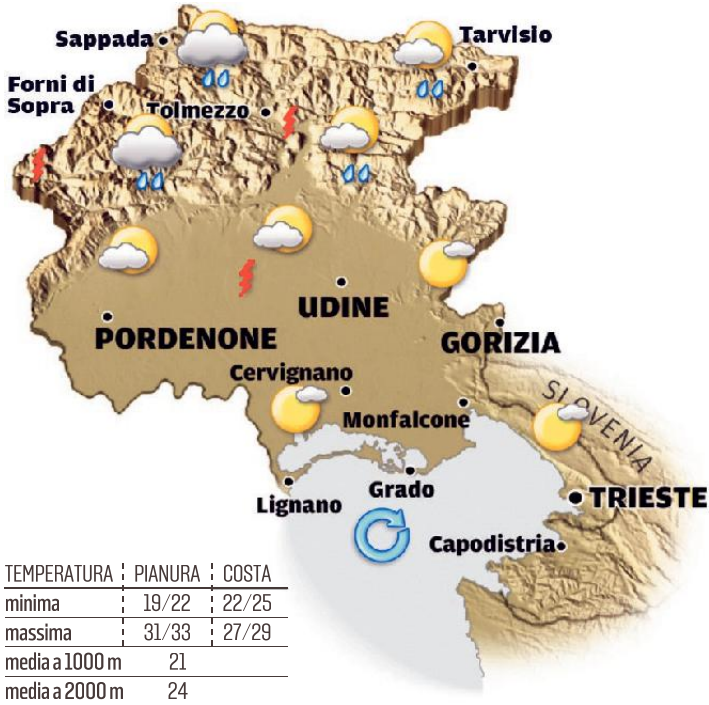 Sappada
Tarvisio
Forni di
Sopra
Tolmezzo
UDINE
PORDENONE
GORIZIA
Cervignano
SLOVENIA
Monfalcone
Lignano
Grado
TRIESTE
Capodistria
TEMPERATURA PIANURA COSTA
minima 19/22 22/25
massima 31/33 27/29
media a 1000 m 21
media a 2000 m 24